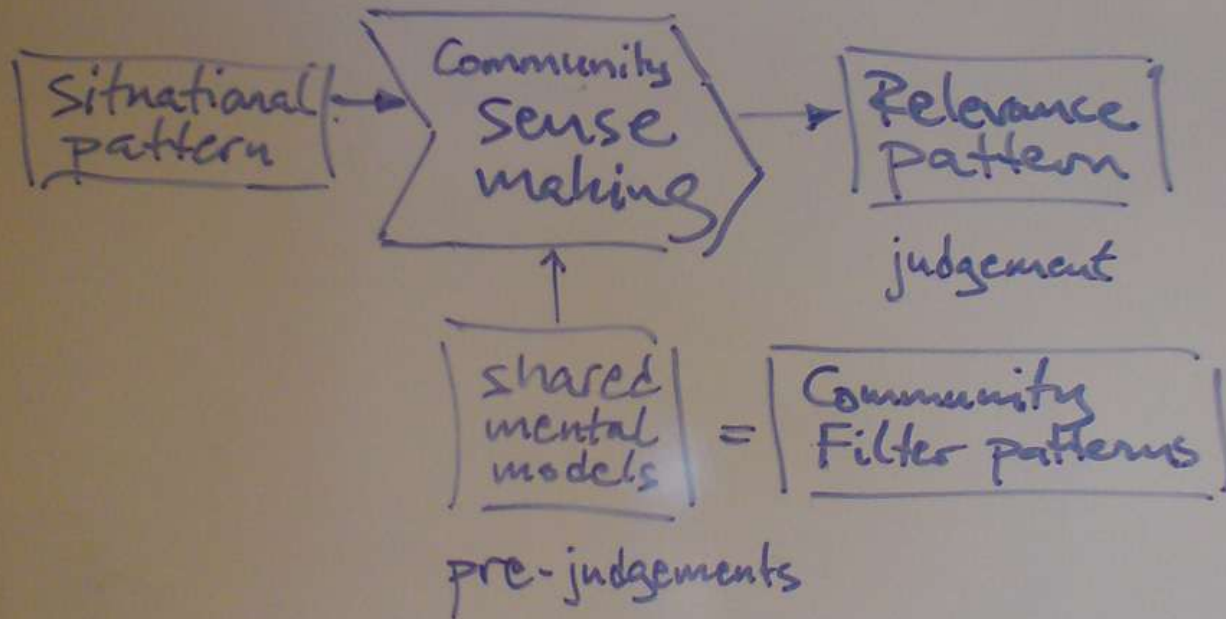 Situational
pattern
Community
sense
making
Relevance
pattern
judgement
shared
mental
models
=
Community
Filter patterns
pre-judgements